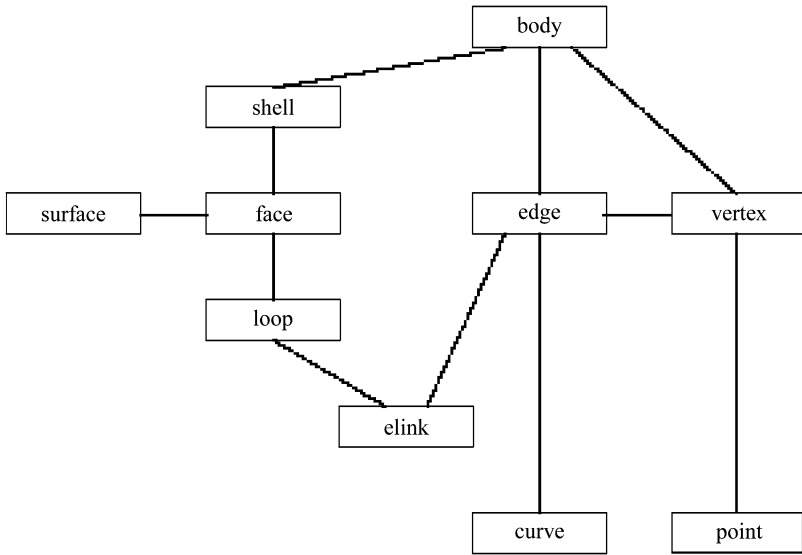 body
shell
surface
face
edge
vertex
loop
elink
curve
point